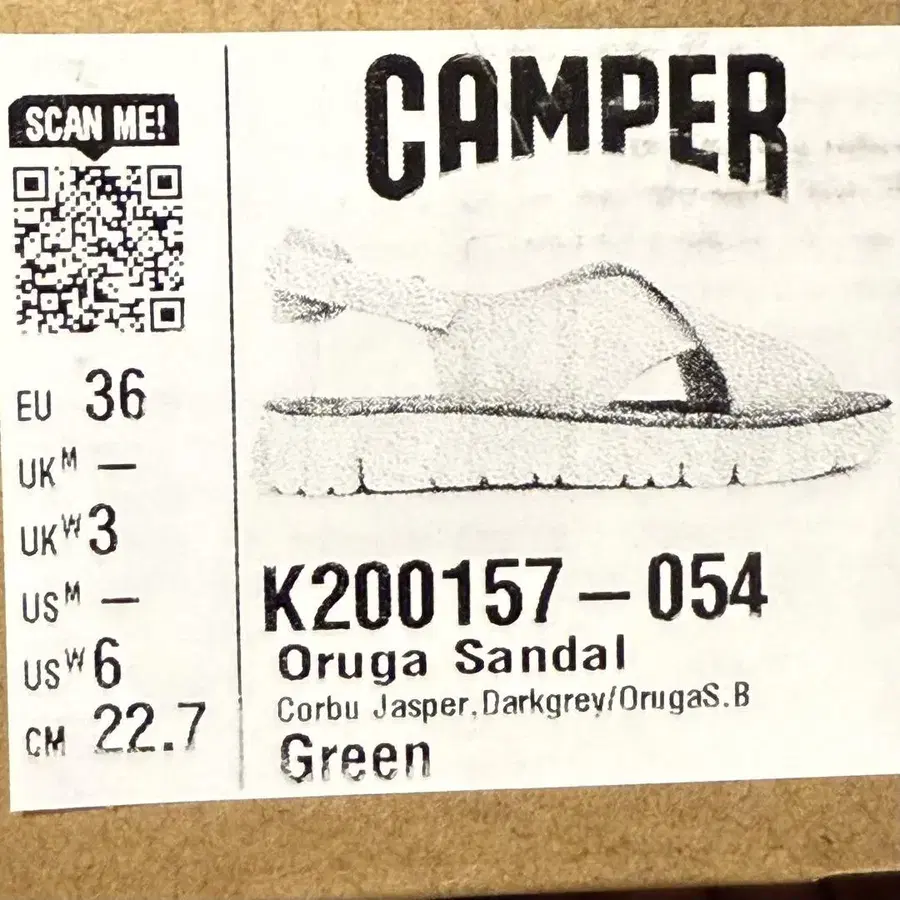 SCAN ME!
EU 36
UKM —
UKW 3
USM —
USW 6
CM 22.7
CAMPER
K200157-054
Oruga Sandal
Corbu Jasper,Darkgrey/OrugaS.B
Green